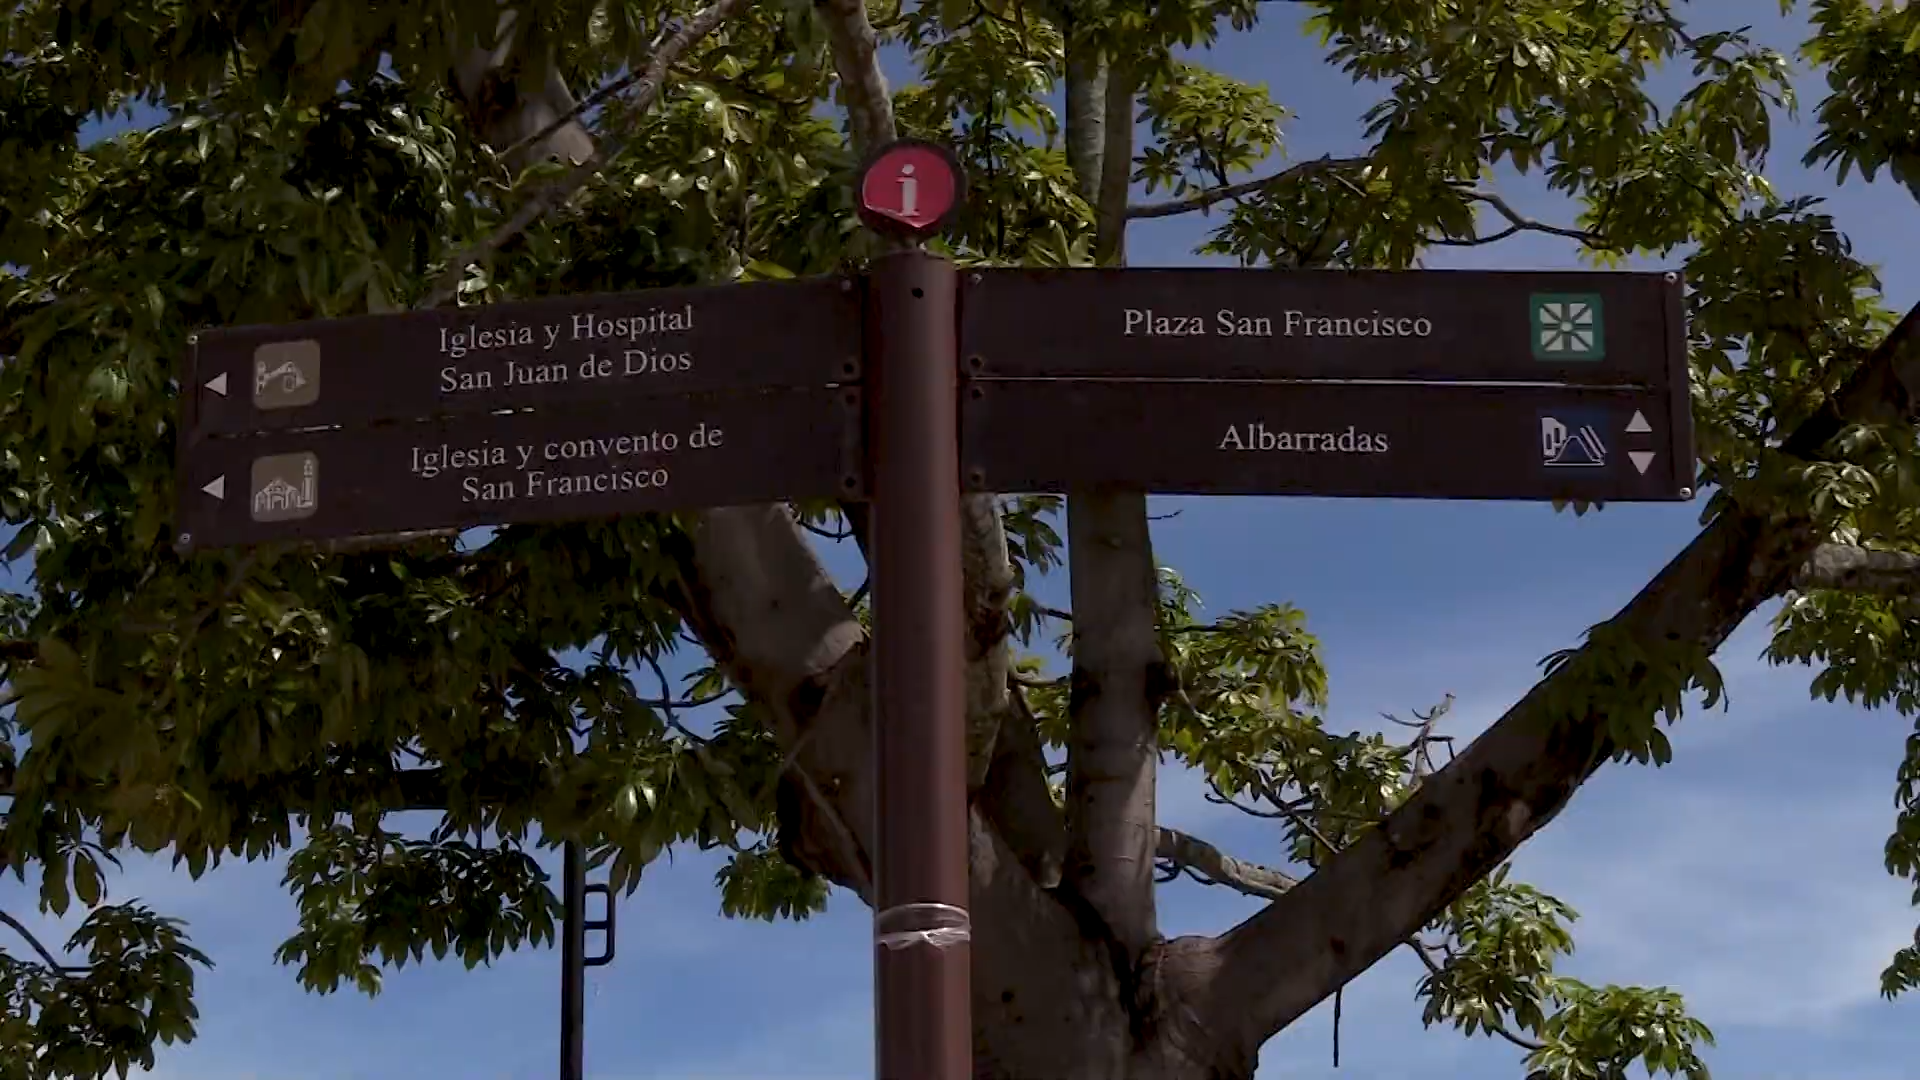 i
Iglesia y Hospital
San Juan de Dios
Iglesia y convento de
San Francisco
Plaza San Francisco
Albarradas